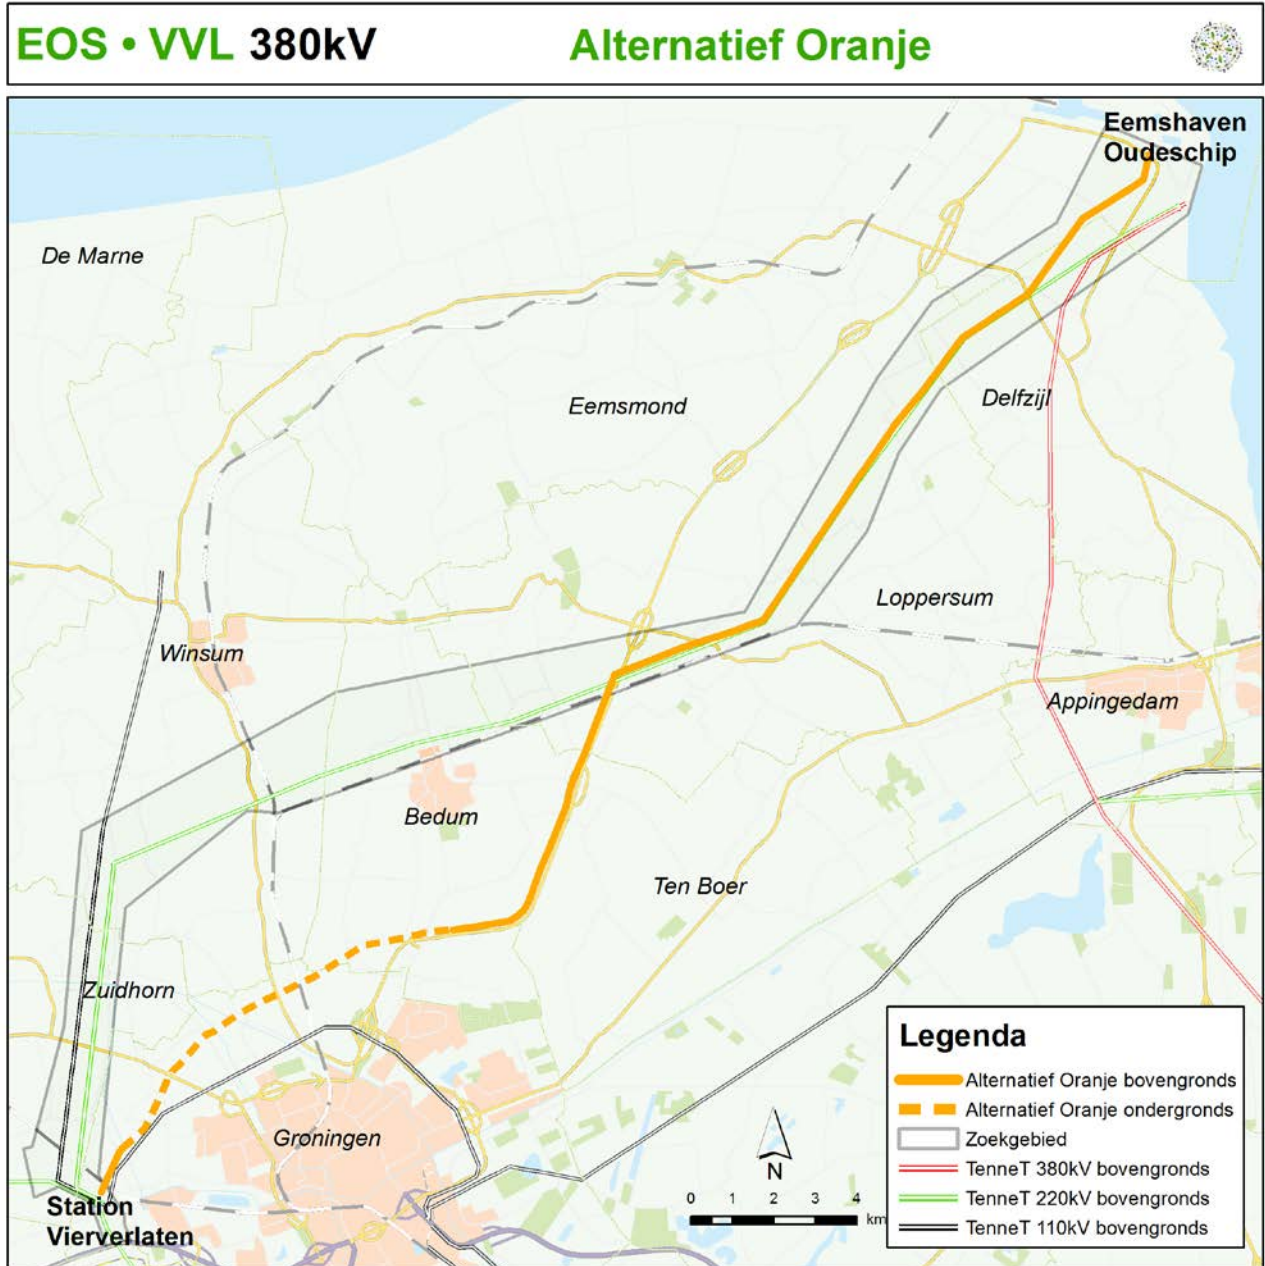 EOS • VVL 380kV
Alternatief Oranje
Eemshaven
Oudeschip
De Marne
Eemsmond
Delfzijl
Loppersum
Winsum
Appingedam
Bedum
Ten Boer
Zuidhorn
Groningen
Station
Vierverlaten
N
0 1 2 3 4
km
Legenda
Alternatief Oranje bovengronds
Alternatief Oranje ondergronds
Zoekgebied
TenneT 380kV bovengronds
TenneT 220kV bovengronds
TenneT 110kV bovengronds